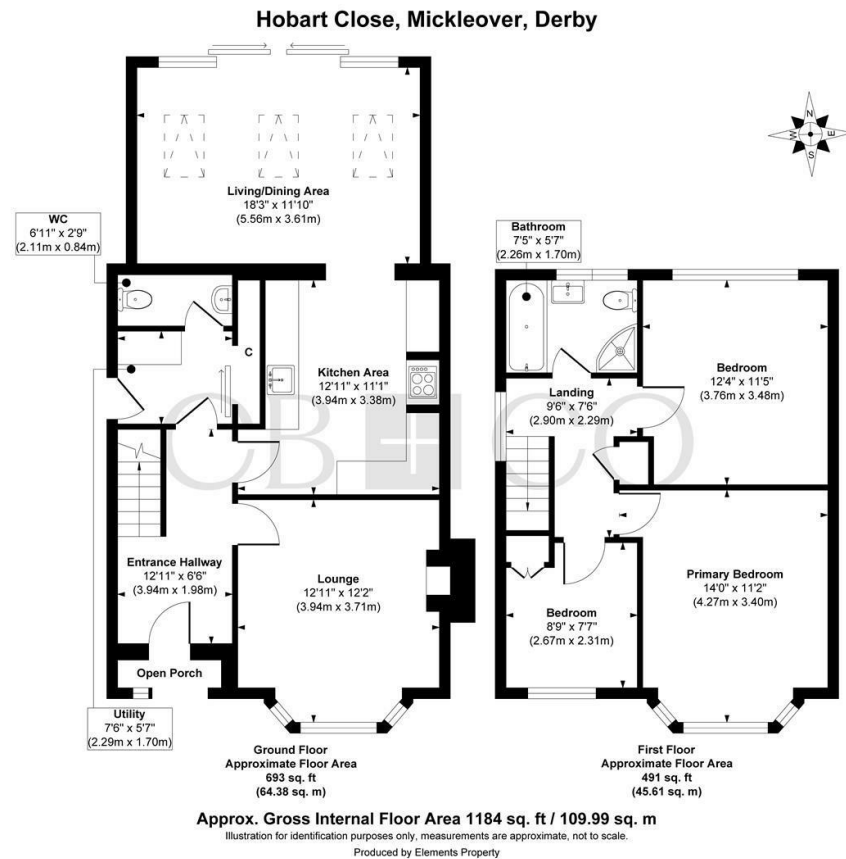 Hobart Close, Mickleover, Derby
N
W
E
S
Living/Dining Area
18'3" x 11'10"
(5.56m x 3.61m)
WC
6'11" x 2'9"
(2.11m x 0.84m)
C
Kitchen Area
12'11" x 11'1"
(3.94m x 3.38m)
Entrance Hallway
12'11" x 6'6"
(3.94m x 1.98m)
Lounge
12'11" x 12'2"
(3.94m x 3.71m)
Open Porch
Utility
7'6" x 5'7"
(2.29m x 1.70m)
Ground Floor
Approximate Floor Area
693 sq. ft
(64.38 sq. m)
Bathroom
7'5" x 5'7"
(2.26m x 1.70m)
Bedroom
12'4" x 11'5"
(3.76m x 3.48m)
Landing
9'6" x 7'6"
(2.90m x 2.29m)
Primary Bedroom
14'0" x 11'2"
(4.27m x 3.40m)
Bedroom
8'9" x 7'7"
(2.67m x 2.31m)
First Floor
Approximate Floor Area
491 sq. ft
(45.61 sq. m)
CB+CO
Approx. Gross Internal Floor Area 1184 sq. ft / 109.99 sq. m
Illustration for identification purposes only, measurements are approximate, not to scale.
Produced by Elements Property